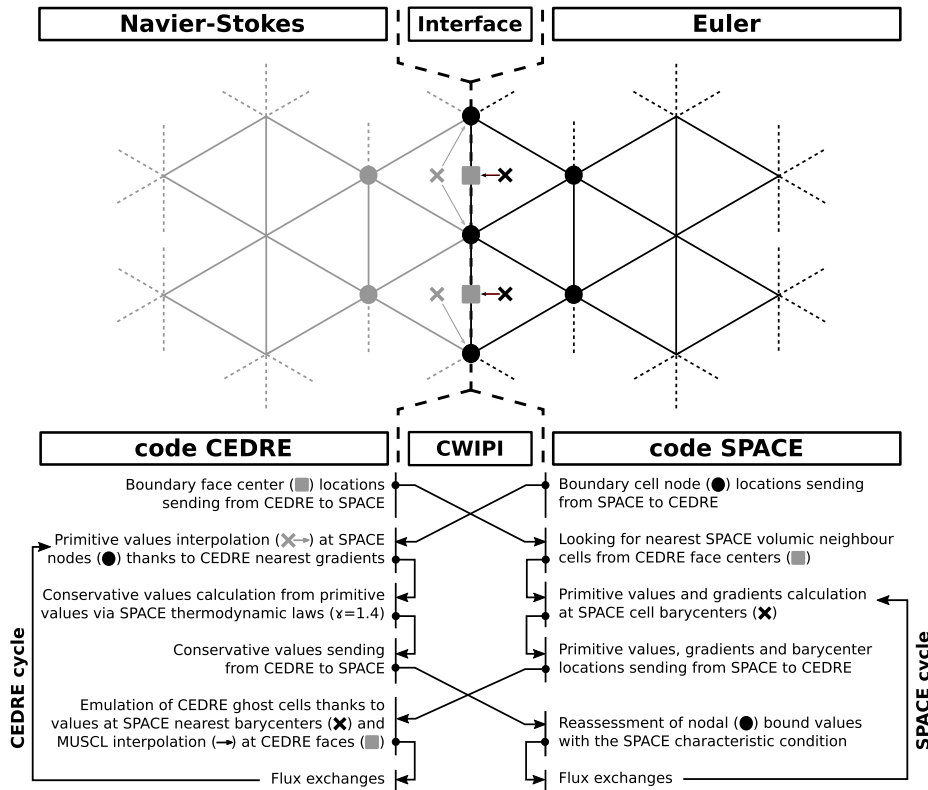 Navier-Stokes
Interface
Euler
code CEDRE
CWIPI
code SPACE
Boundary face center (■) locations
sending from CEDRE to SPACE
Primitive values interpolation (×→) at SPACE
nodes (●) thanks to CEDRE nearest gradients
Conservative values calculation from primitive
values via SPACE thermodynamic laws (ɤ=1.4)
Conservative values sending
from CEDRE to SPACE
Emulation of CEDRE ghost cells thanks to
values at SPACE nearest barycenters (×) and
MUSCL interpolation (→) at CEDRE faces (■)
Flux exchanges
CEDRE cycle
Boundary cell node (●) locations sending
from SPACE to CEDRE
Looking for nearest SPACE volumic neighbour
cells from CEDRE face centers (■)
Primitive values and gradients calculation
at SPACE cell barycenters (×)
Primitive values, gradients and barycenter
locations sending from SPACE to CEDRE
Reassessment of nodal (●) bound values
with the SPACE characteristic condition
Flux exchanges
SPACE cycle